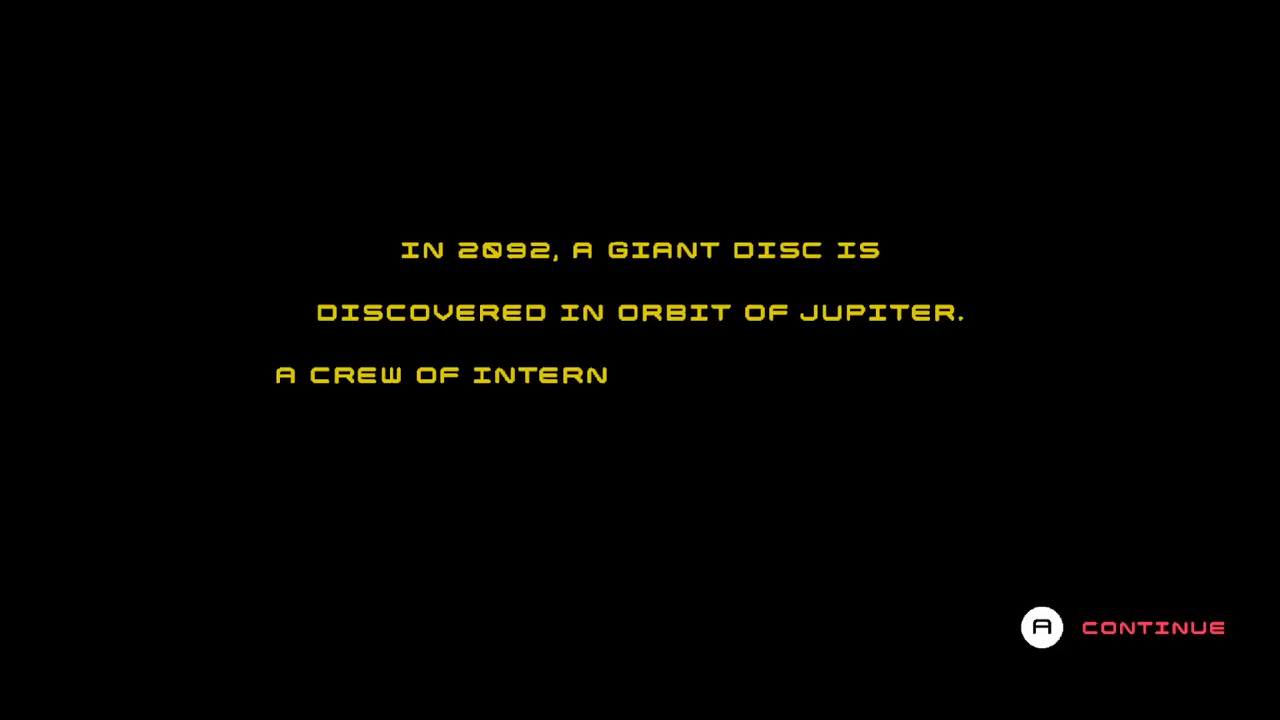 IN 2092, A GIANT DISC IS
DISCOVERED IN ORBIT OF JUPITER.
A CREW OF INTERN
A CONTINUE